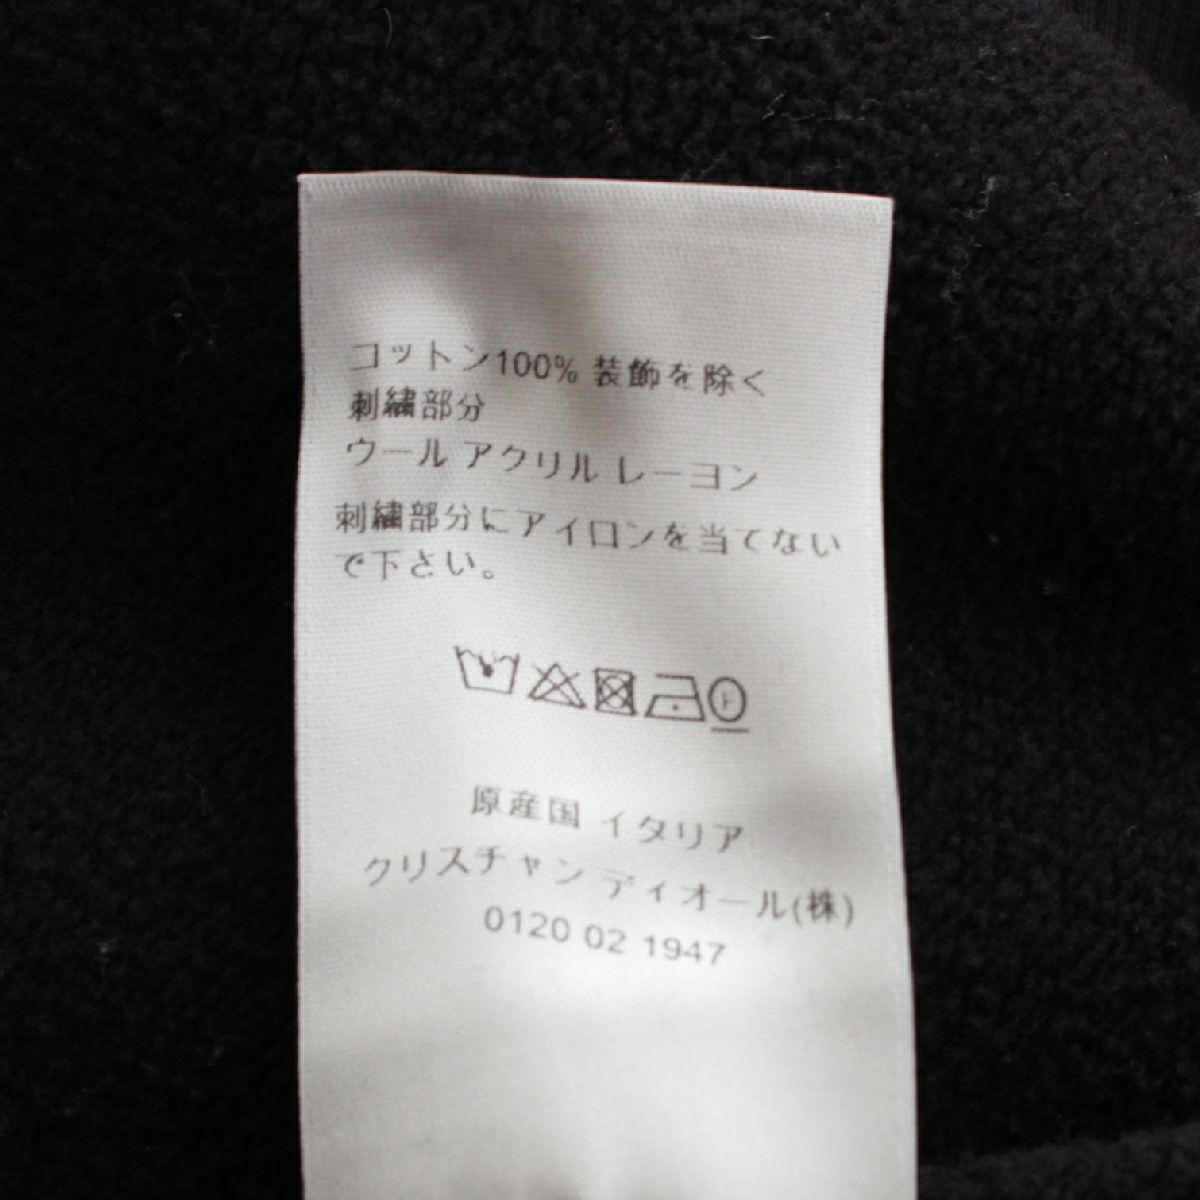 コットン100% 装飾を除く
刺繍部分
ウール アクリル レーヨン
刺繍部分にアイロンを当てない
で下さい。
F
原産国 イタリア
クリスチャン ディオール(株)
0120 02 1947